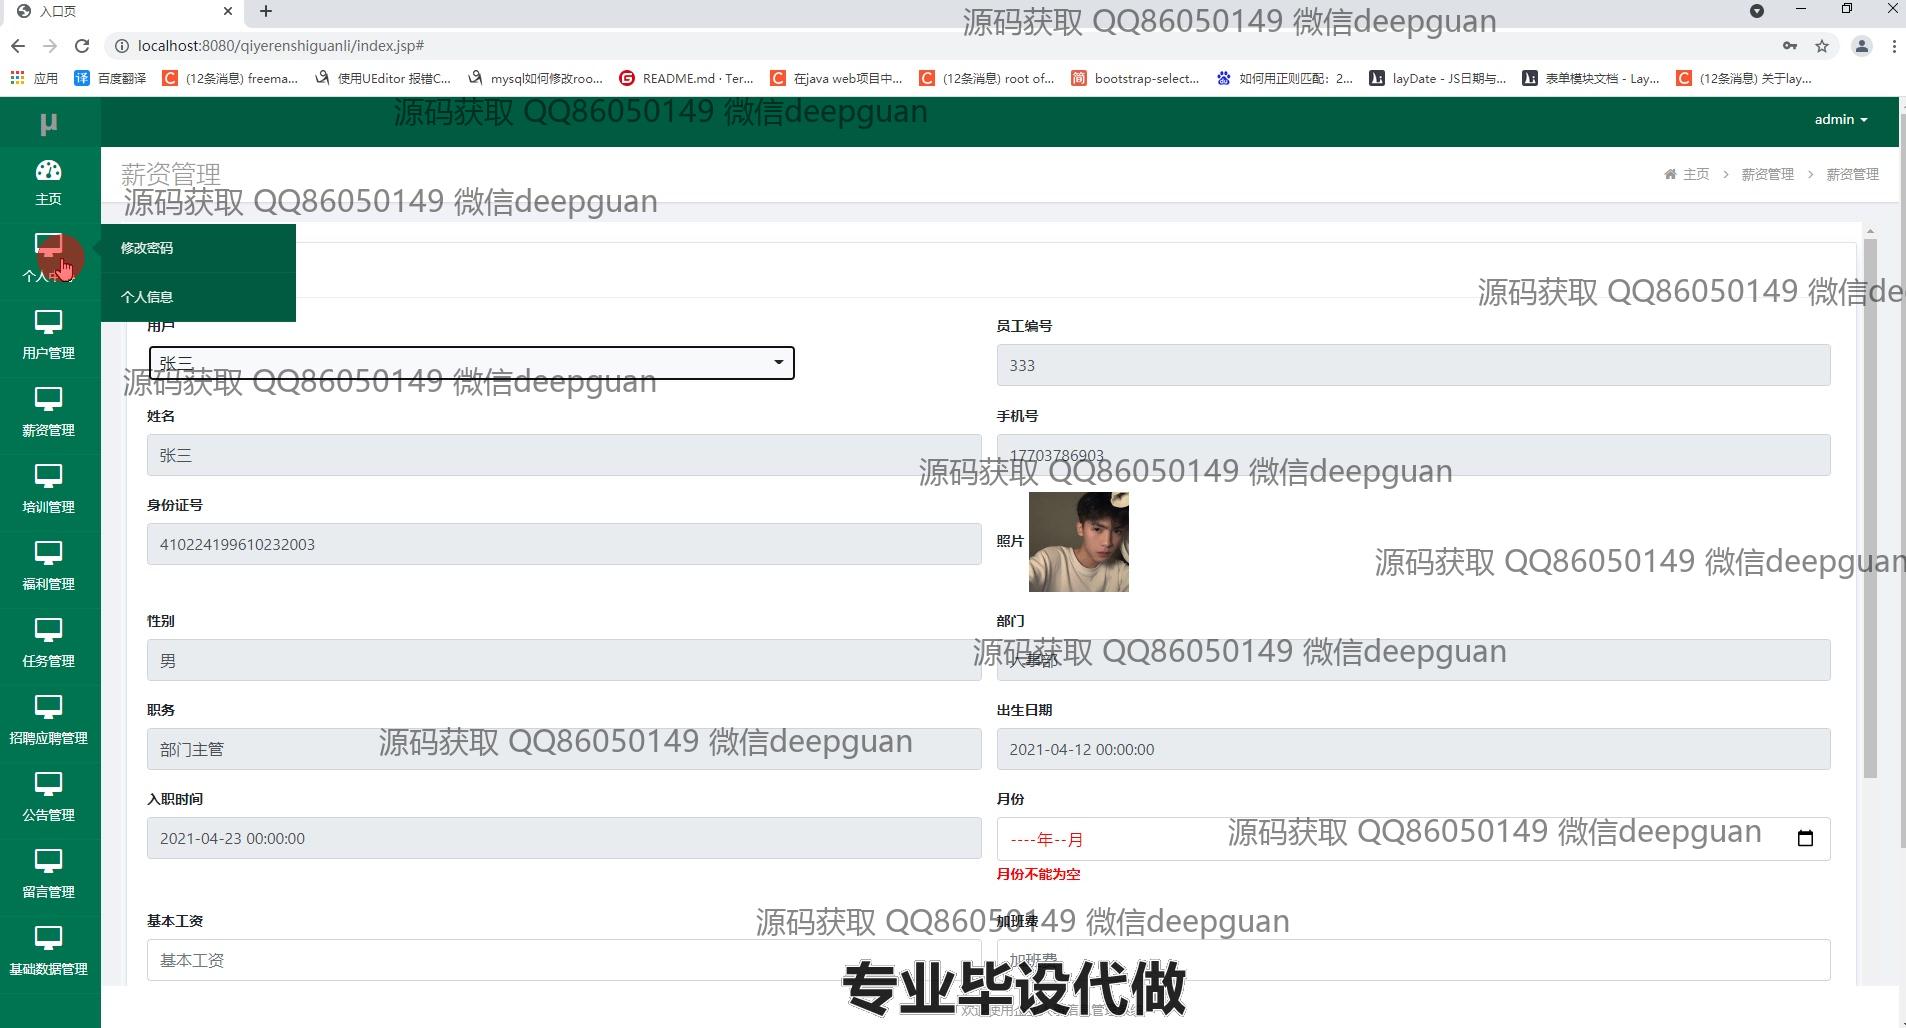 入口页
源码获取 QQ86050149 微信deepguan
localhost:8080/qiyerenshiguanli/index.jsp#
应用
译 百度翻译
C (12条消息) freema...
使用UEditor 报错C...
mysql如何修改roo...
G README.md · Ter...
C 在java web项目中...
C (12条消息) root of...
简 bootstrap-select...
如何用正则匹配：2...
layDate - JS日期与...
表单模块文档 - Lay...
C (12条消息) 关于lay...
μ
源码获取 QQ86050149 微信deepguan
admin
主页
薪资管理
主页 > 薪资管理 > 薪资管理
源码获取 QQ86050149 微信deepguan
修改密码
个人信息
源码获取 QQ86050149 微信de
用户
员工编号
用户管理
张三
333
源码获取 QQ86050149 微信deepguan
姓名
手机号
薪资管理
张三
17703786903
源码获取 QQ86050149 微信deepguan
身份证号
培训管理
410224199610232003
照片
源码获取 QQ86050149 微信deepguan
福利管理
性别
部门
任务管理
男
源码获取 QQ86050149 微信deepguan
职务
出生日期
招聘应聘管理
部门主管
源码获取 QQ86050149 微信deepguan
2021-04-12 00:00:00
入职时间
月份
公告管理
2021-04-23 00:00:00
----年--月
源码获取 QQ86050149 微信deepguan
月份不能为空
留言管理
基本工资
加班费
源码获取 QQ86050149 微信deepguan
基础数据管理
基本工资
加班费
专业毕设代做